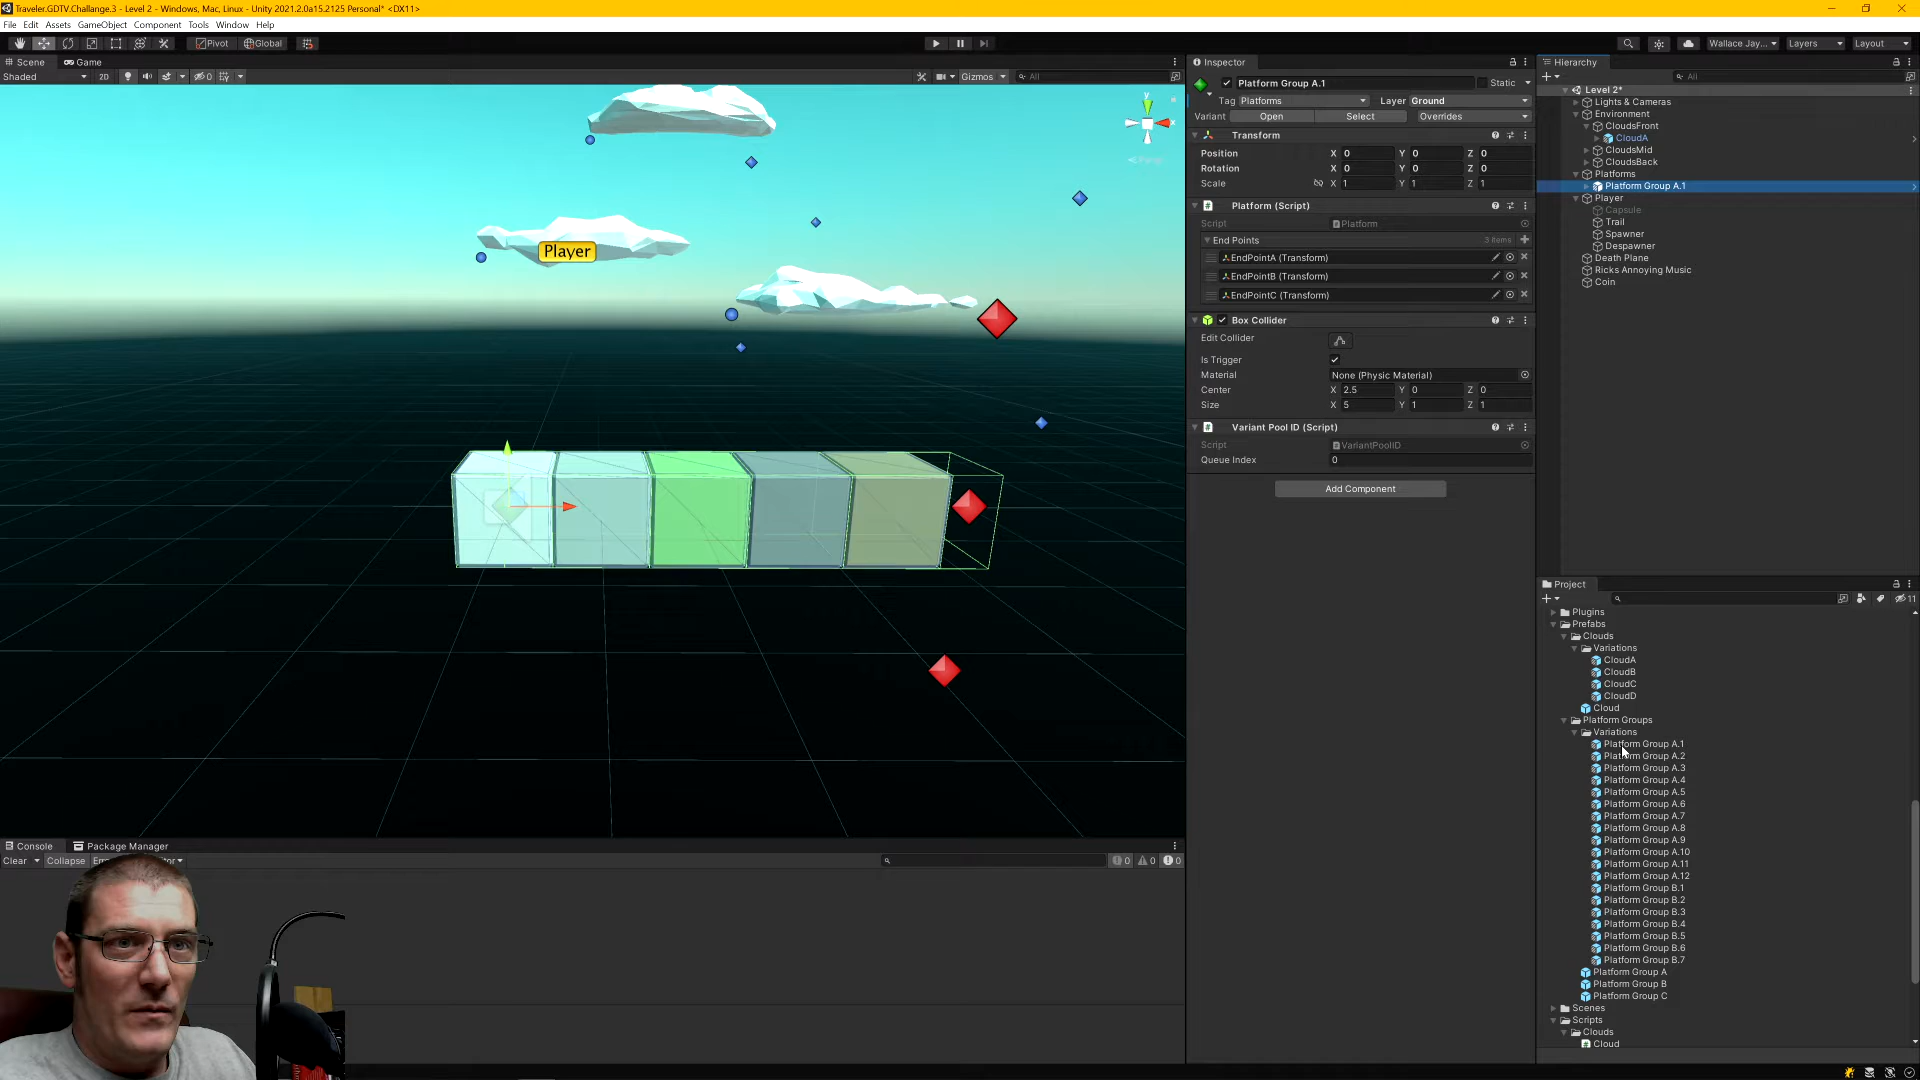 Traveler.GDTV.Challange.3 - Level 2 - Windows, Mac, Linux - Unity 2021.2.0a15.2125 Personal* <DX11>
File Edit Assets GameObject Component Tools Window Help
Pivot Global Wallace Jay... Layers Layout
Scene Game
Shaded 2D 0 Gizmos All
Player
Y
X
Console Package Manager
Clear Collapse
0 0 0
Inspector
Platform Group A.1 Static
Tag Platforms Layer Ground
Variant Open Select Overrides
Transform
Position X 0 Y 0 Z 0
Rotation X 0 Y 0 Z 0
Scale X 1 Y 1 Z 1
Platform (Script)
Script Platform
End Points 3 items
EndPointA (Transform)
EndPointB (Transform)
EndPointC (Transform)
Box Collider
Edit Collider
Is Trigger
Material None (Physic Material)
Center X 2.5 Y 0 Z 0
Size X 5 Y 1 Z 1
Variant Pool ID (Script)
Script VariantPoolID
Queue Index 0
Add Component
Hierarchy
All
Level 2*
Lights & Cameras
Environment
CloudsFront
CloudA
CloudsMid
CloudsBack
Platforms
Platform Group A.1
Player
Capsule
Trail
Spawner
Despawner
Death Plane
Ricks Annoying Music
Coin
Project
11
Plugins
Prefabs
Clouds
Variations
CloudA
CloudB
CloudC
CloudD
Cloud
Platform Groups
Variations
Platform Group A.1
Platform Group A.2
Platform Group A.3
Platform Group A.4
Platform Group A.5
Platform Group A.6
Platform Group A.7
Platform Group A.8
Platform Group A.9
Platform Group A.10
Platform Group A.11
Platform Group A.12
Platform Group B.1
Platform Group B.2
Platform Group B.3
Platform Group B.4
Platform Group B.5
Platform Group B.6
Platform Group B.7
Platform Group A
Platform Group B
Platform Group C
Scenes
Scripts
Clouds
Cloud